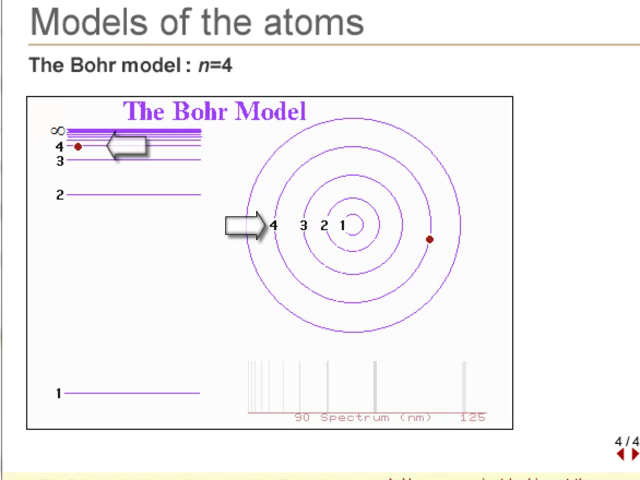 Models of the atoms
The Bohr model : n=4
The Bohr Model
∞
4
3
2
1
4 3 2 1
90 Spectrum (nm) 125
4 / 4